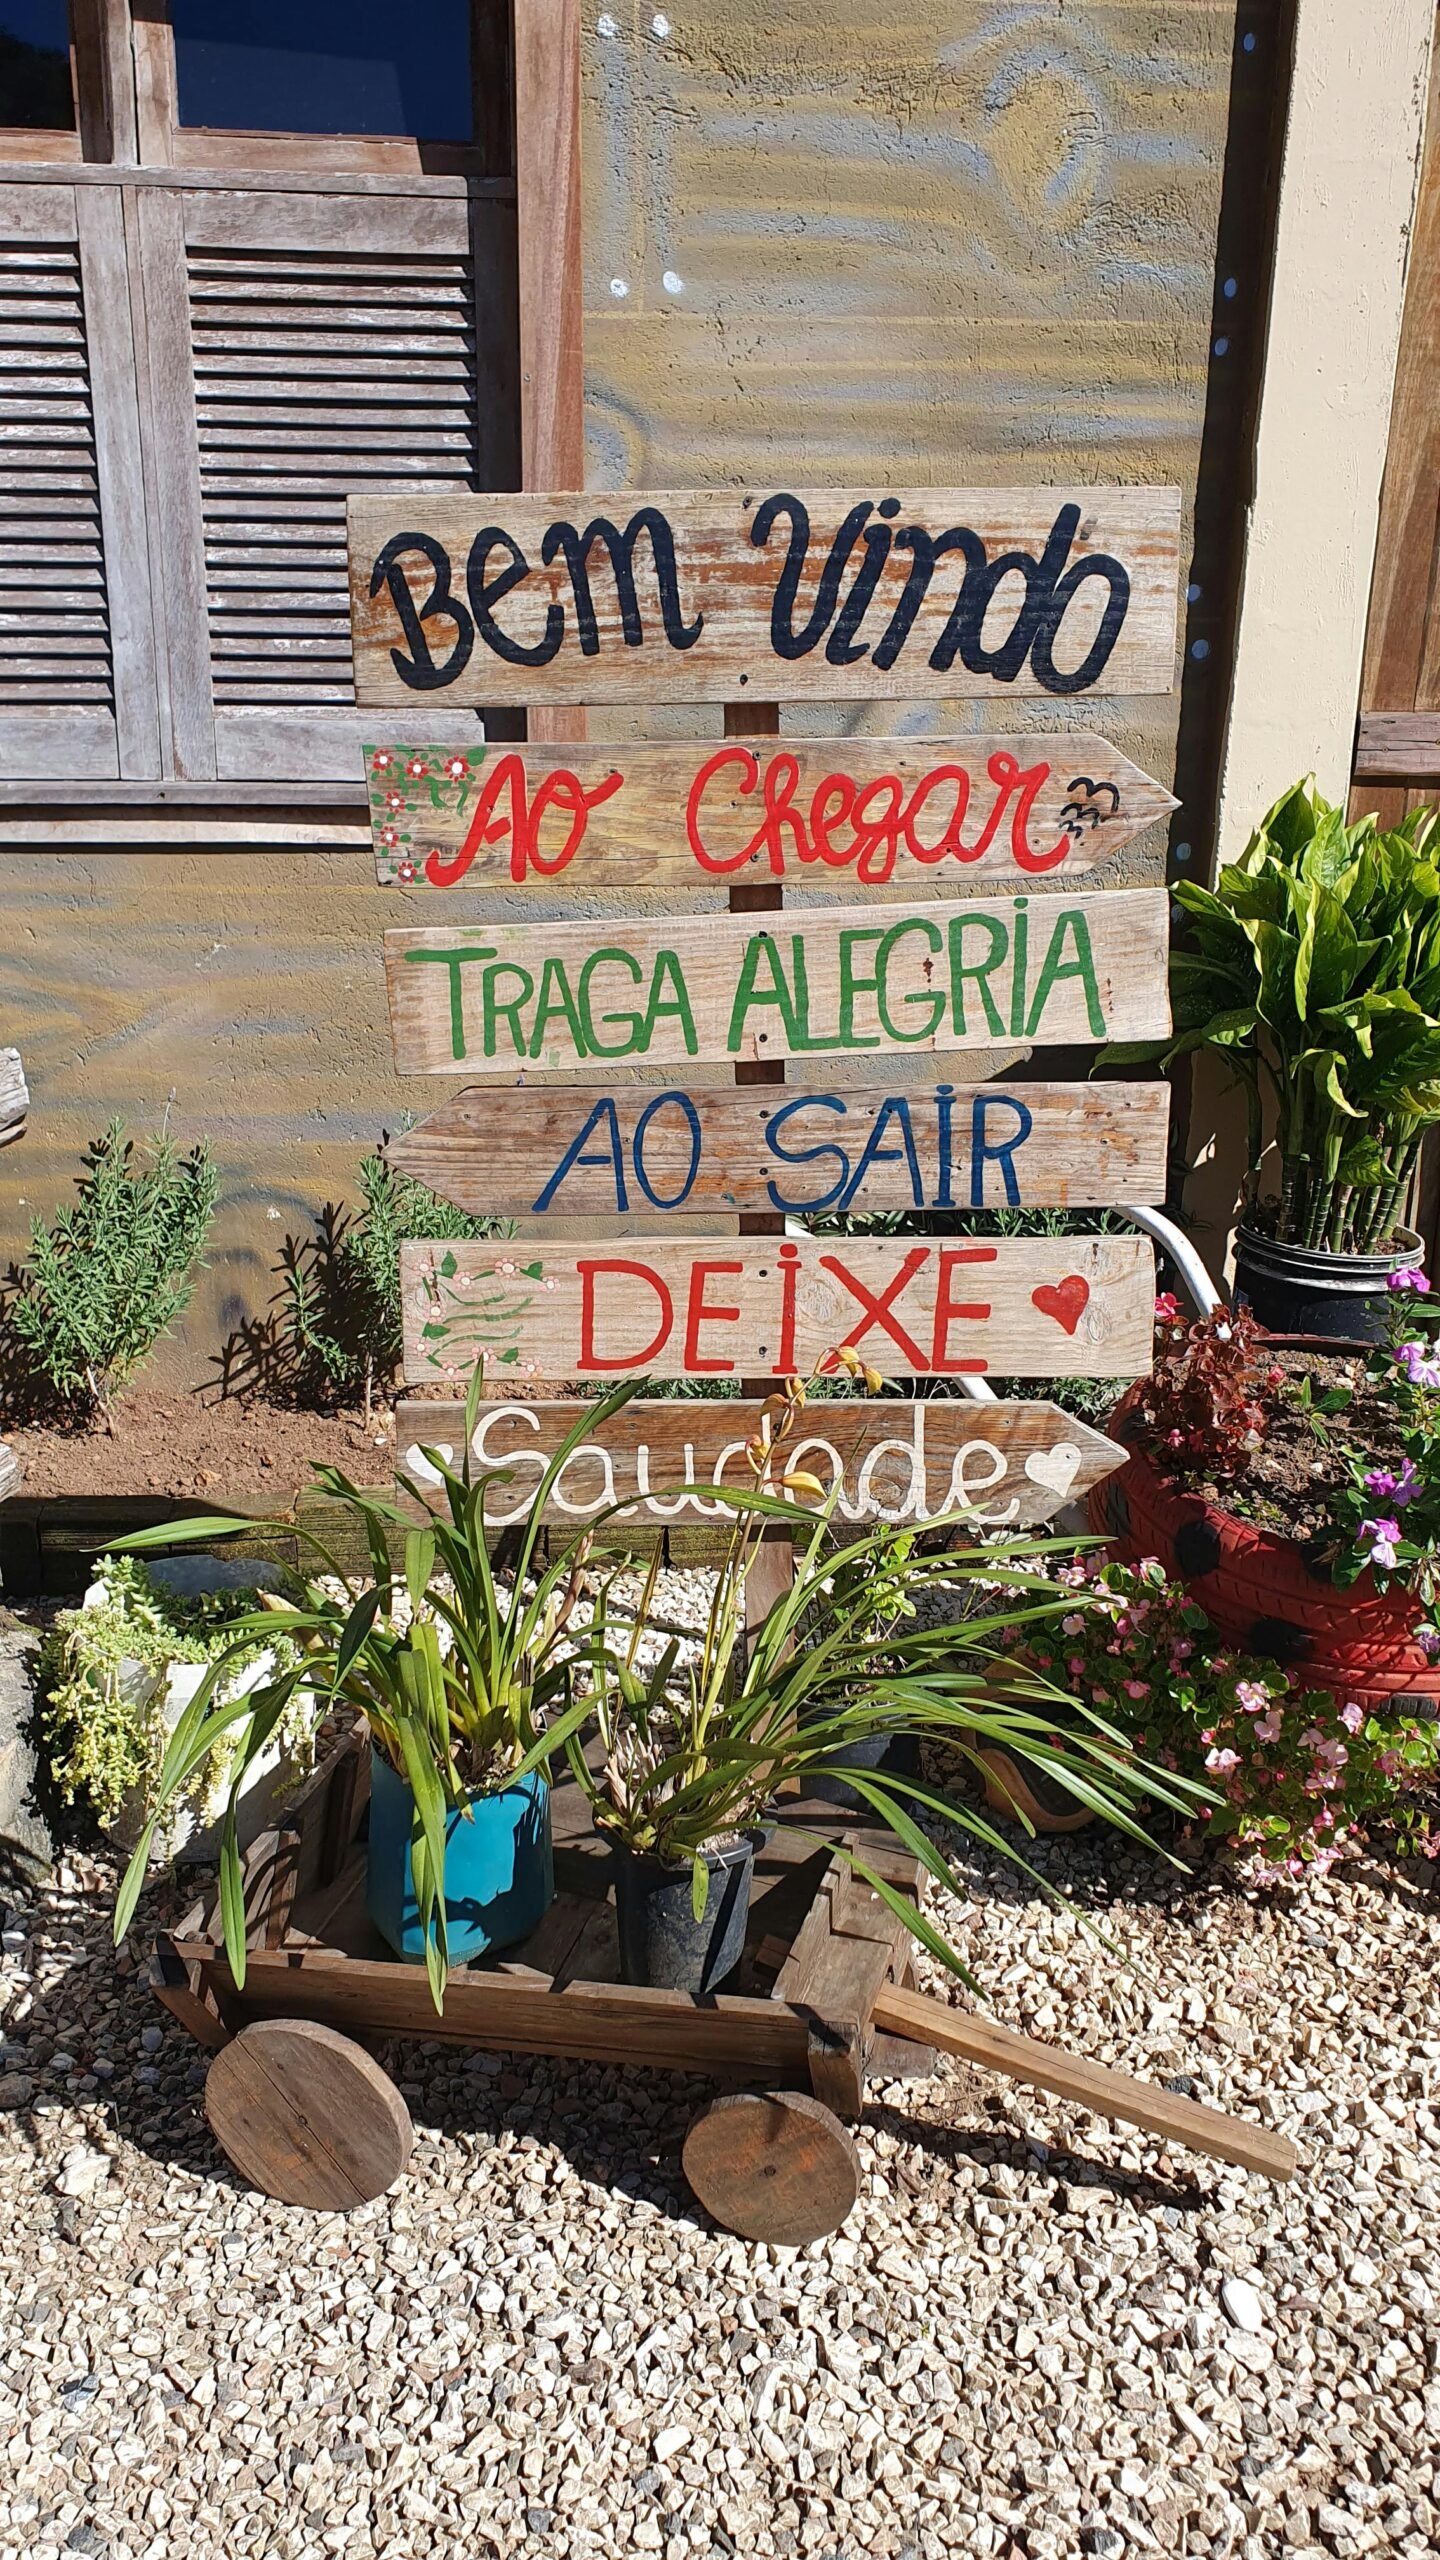 Bem Vindo
Ao Chegar
TRAGA ALEGRIA
AO SAIR
DEIXE
Saudade